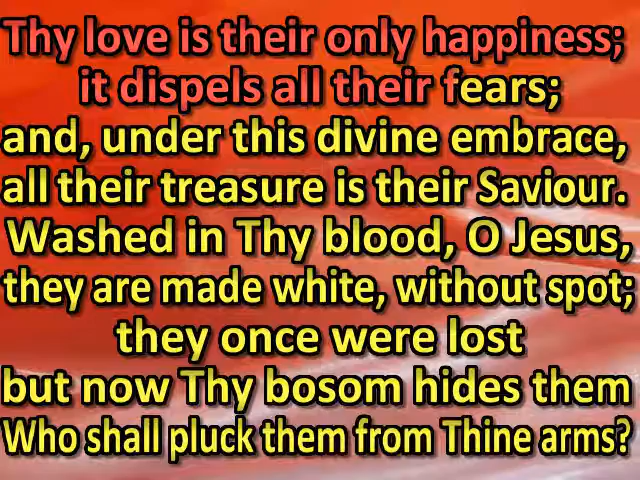 Thy love is their only happiness;
it dispels all their fears;
and, under this divine embrace,
all their treasure is their Saviour.
Washed in Thy blood, O Jesus,
they are made white, without spot;
they once were lost
but now Thy bosom hides them
Who shall pluck them from Thine arms?